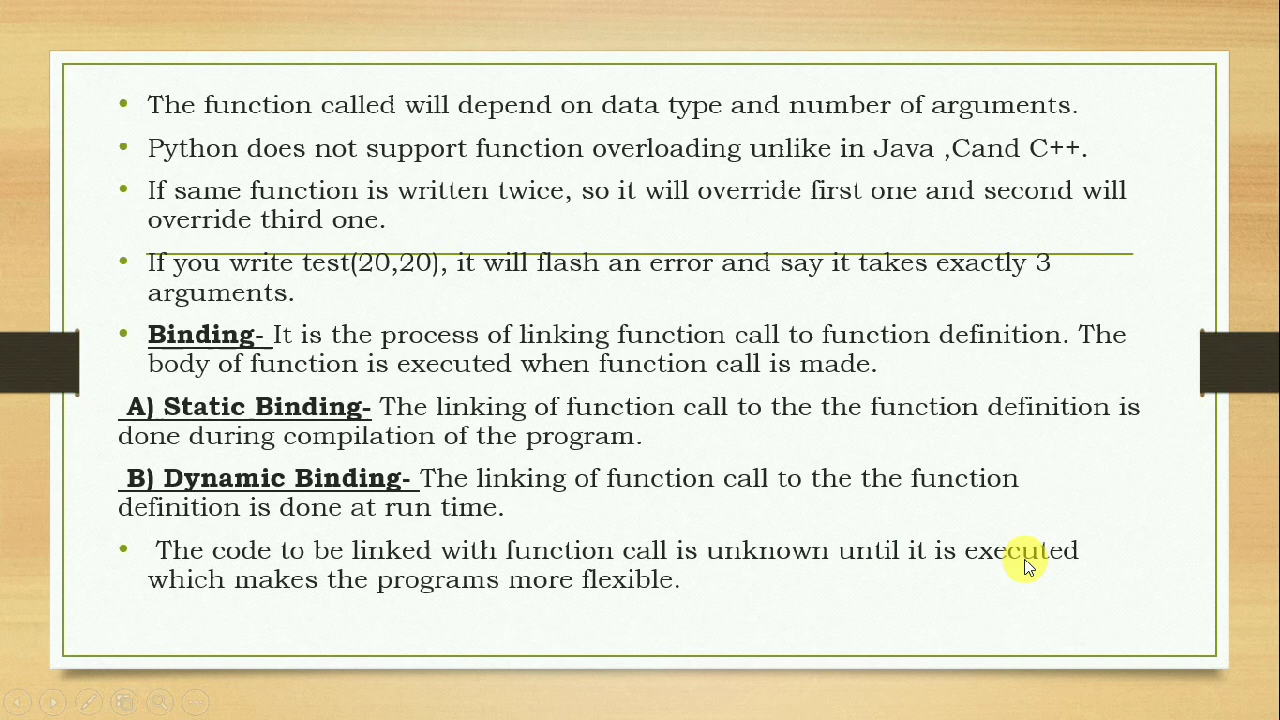 • The function called will depend on data type and number of arguments.
• Python does not support function overloading unlike in Java ,Cand C++.
• If same function is written twice, so it will override first one and second will
override third one.
• If you write test(20,20), it will flash an error and say it takes exactly 3
arguments.
• Binding- It is the process of linking function call to function definition. The
body of function is executed when function call is made.
A) Static Binding- The linking of function call to the the function definition is
done during compilation of the program.
B) Dynamic Binding- The linking of function call to the the function
definition is done at run time.
• The code to be linked with function call is unknown until it is executed
which makes the programs more flexible.